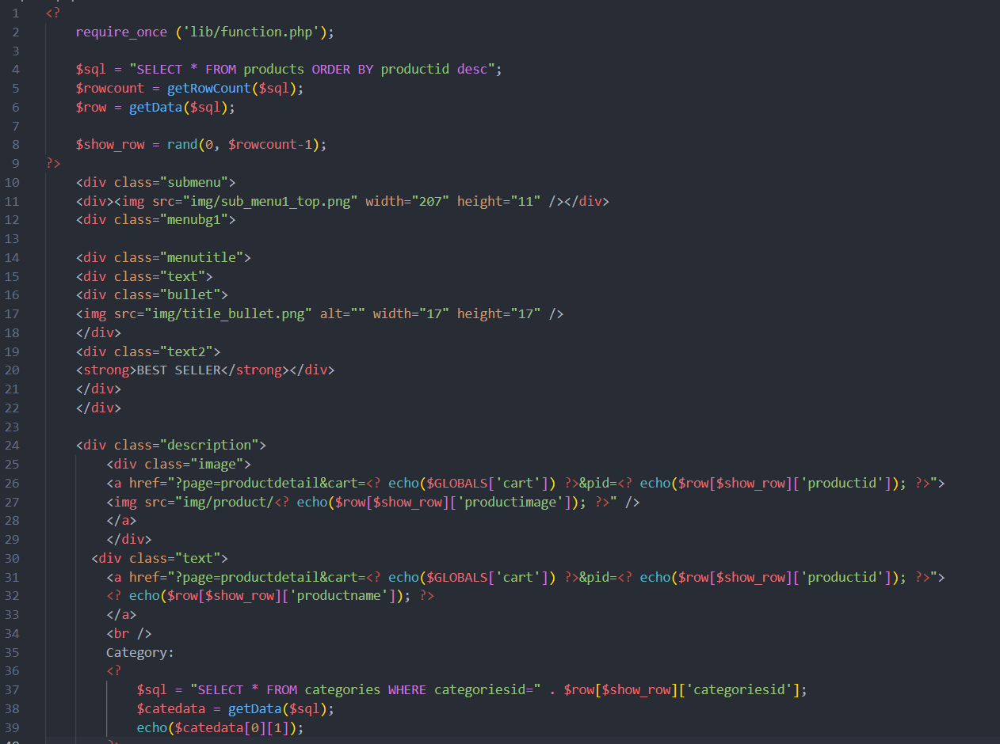 1 <?
2 require_once ('lib/function.php');
3
4 $sql = "SELECT * FROM products ORDER BY productid desc";
5 $rowcount = getRowCount($sql);
6 $row = getData($sql);
7
8 $show_row = rand(0, $rowcount-1);
9 ?>
10 <div class="submenu">
11 <div><img src="img/sub_menu1_top.png" width="207" height="11" /></div>
12 <div class="menubg1">
13
14 <div class="menutitle">
15 <div class="text">
16 <div class="bullet">
17 <img src="img/title_bullet.png" alt="" width="17" height="17" />
18 </div>
19 <div class="text2">
20 <strong>BEST SELLER</strong></div>
21 </div>
22 </div>
23
24 <div class="description">
25 <div class="image">
26 <a href="?page=productdetail&cart=<? echo($GLOBALS['cart']) ?>&pid=<? echo($row[$show_row]['productid']); ?>">
27 <img src="img/product/<? echo($row[$show_row]['productimage']); ?>" />
28 </a>
29 </div>
30 <div class="text">
31 <a href="?page=productdetail&cart=<? echo($GLOBALS['cart']) ?>&pid=<? echo($row[$show_row]['productid']); ?>">
32 <? echo($row[$show_row]['productname']); ?>
33 </a>
34 <br />
35 Category:
36 <?
37 $sql = "SELECT * FROM categories WHERE categoriesid=" . $row[$show_row]['categoriesid'];
38 $catedata = getData($sql);
39 echo($catedata[0][1]);